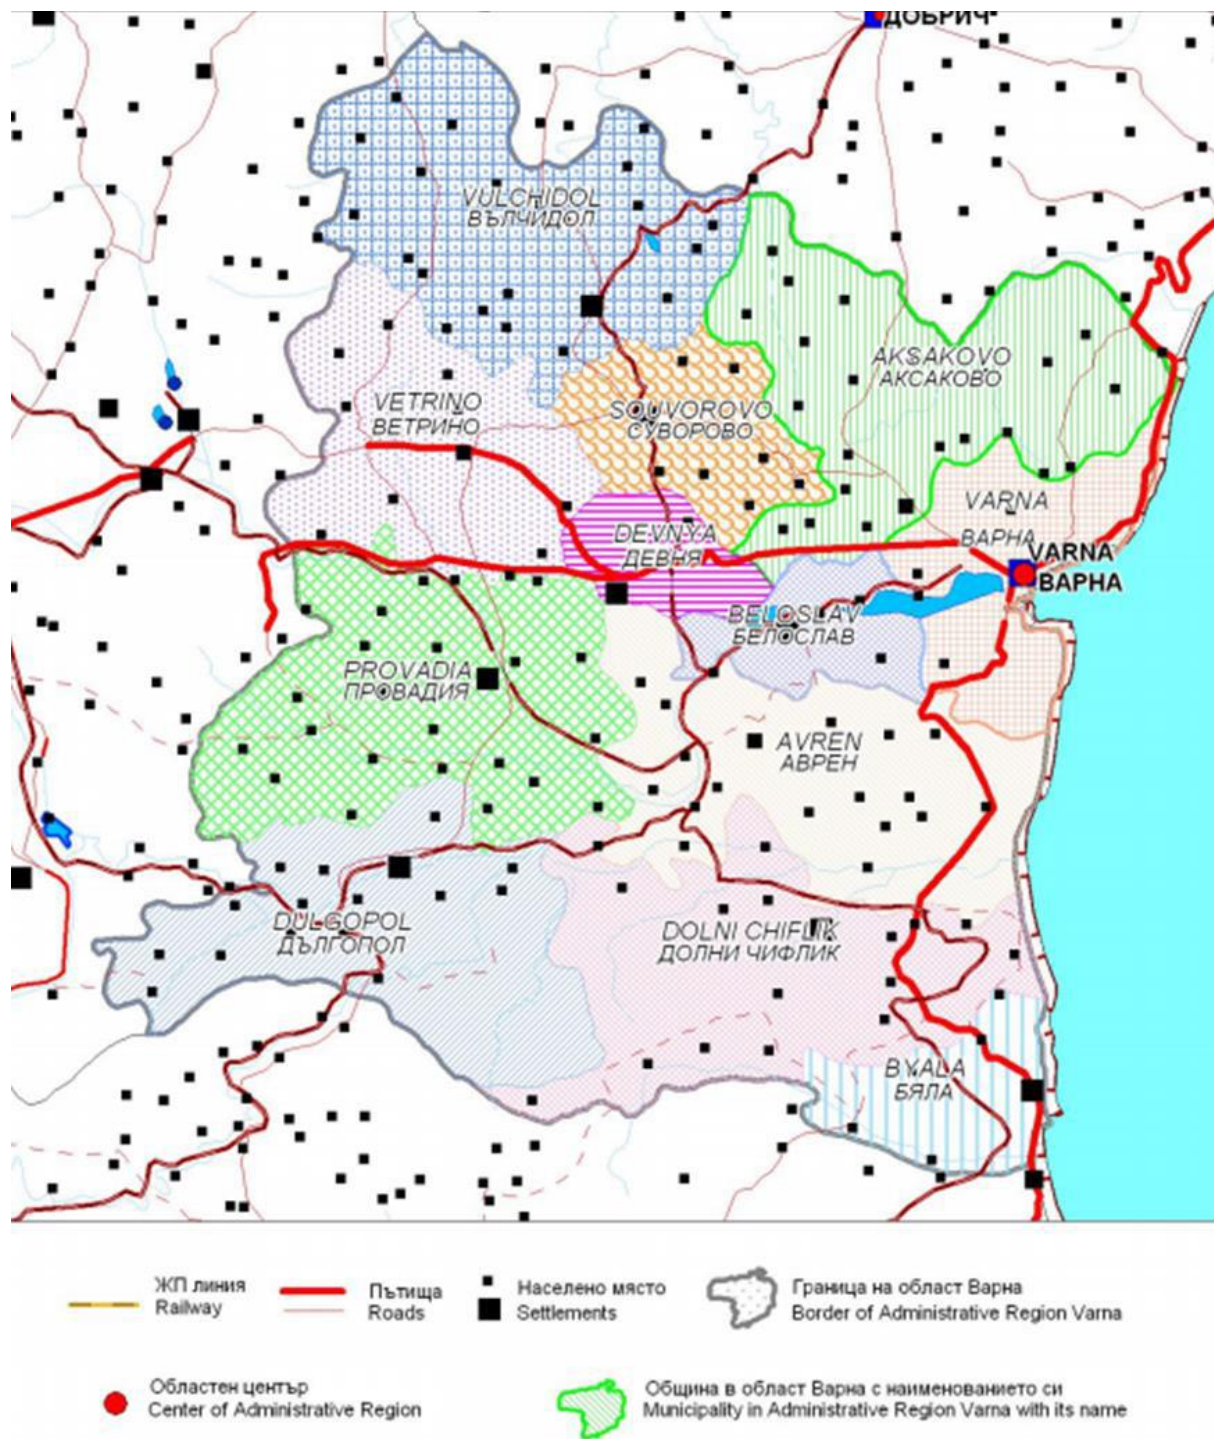 ДОБРИЧ
VULCHIDOL
ВЪЛЧИДОЛ
AKSAKOVO
АКСАКОВО
VETRINO
ВЕТРИНО
SOUVOROVO
СУВОРОВО
VARNA
ВАРНА
DEVNYA
ДЕВНЯ
VARNA
ВАРНА
BELOSLAV
БЕЛОСЛАВ
PROVADIA
ПРОВАДИЯ
AVREN
АВРЕН
DULGOPOL
ДЪЛГОПОЛ
DOLNI CHIFLIK
ДОЛНИ ЧИФЛИК
BYALA
БЯЛА
ЖП линия
Railway
Пътища
Roads
Населено място
Settlements
Граница на област Варна
Border of Administrative Region Varna
Областен център
Center of Administrative Region
Община в област Варна с наименованието си
Municipality in Administrative Region Varna with its name